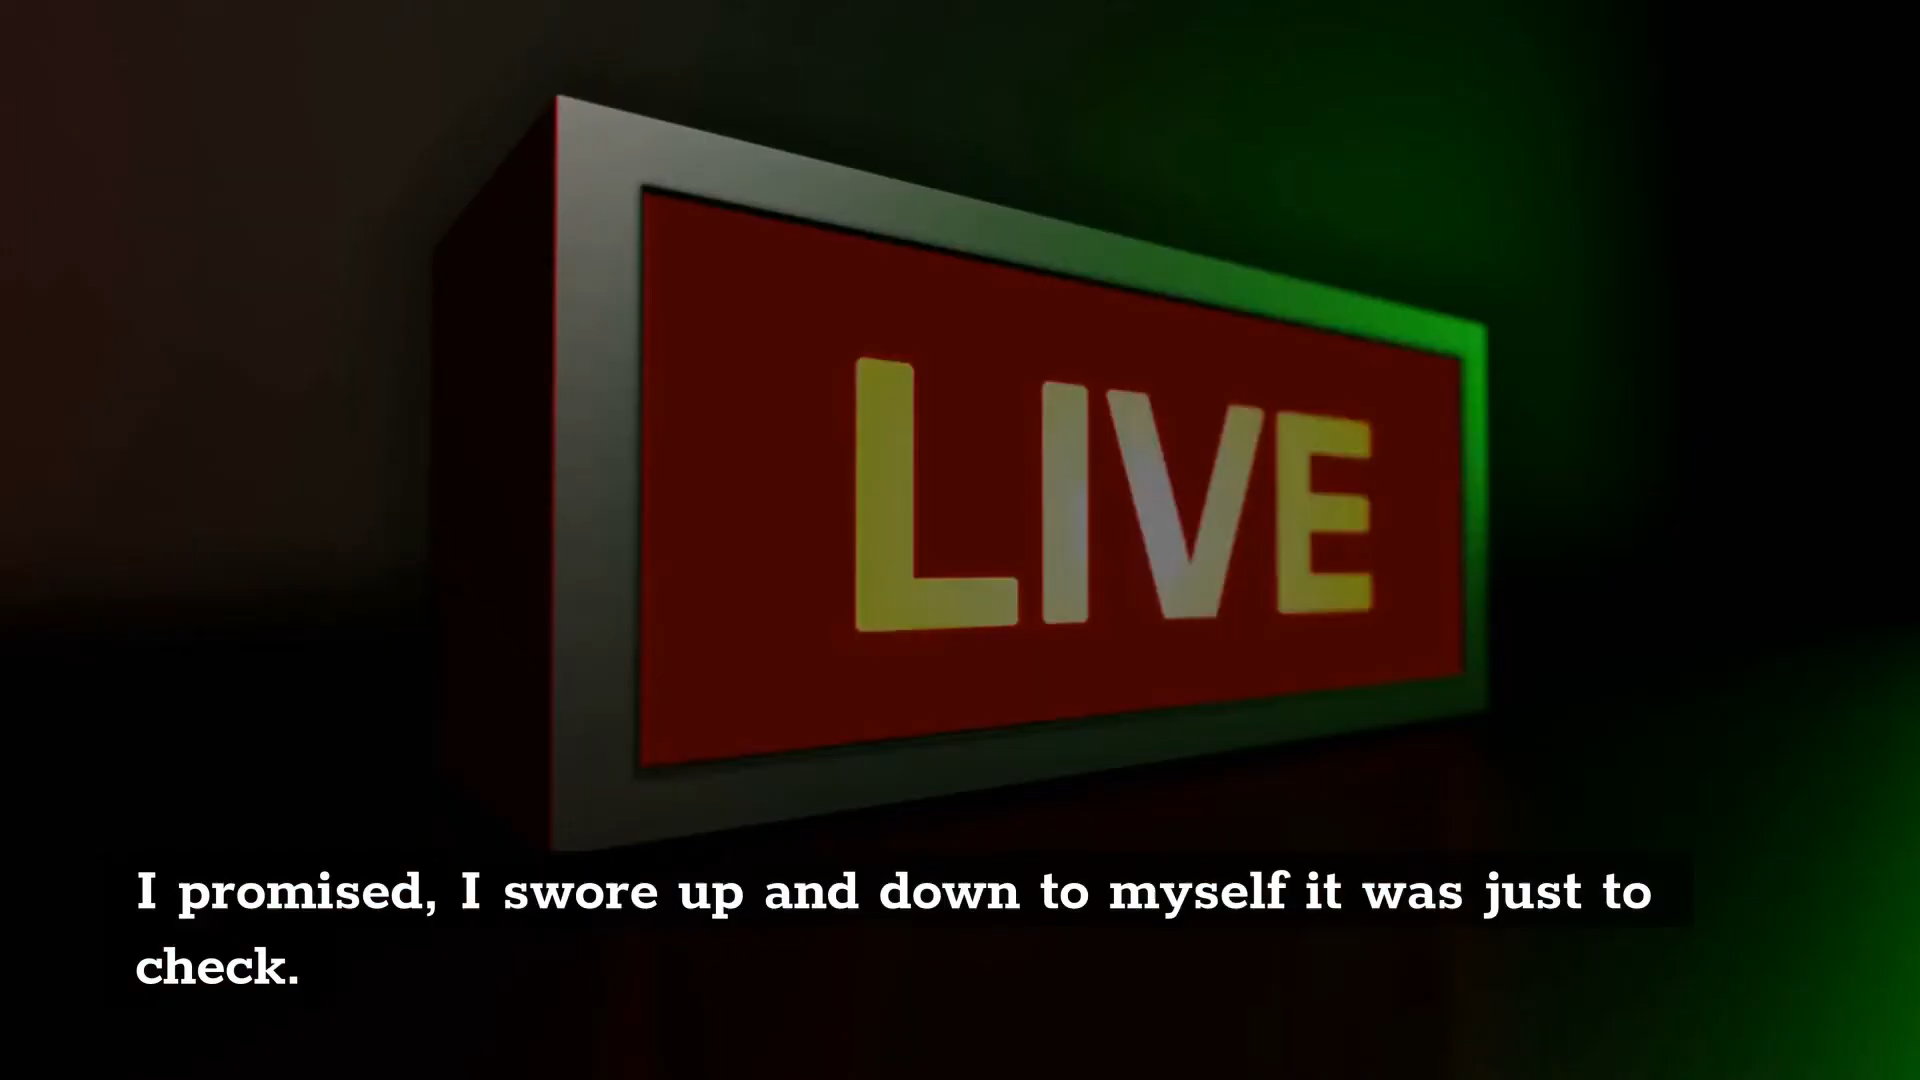 LIVE
I promised, I swore up and down to myself it was just to
check.